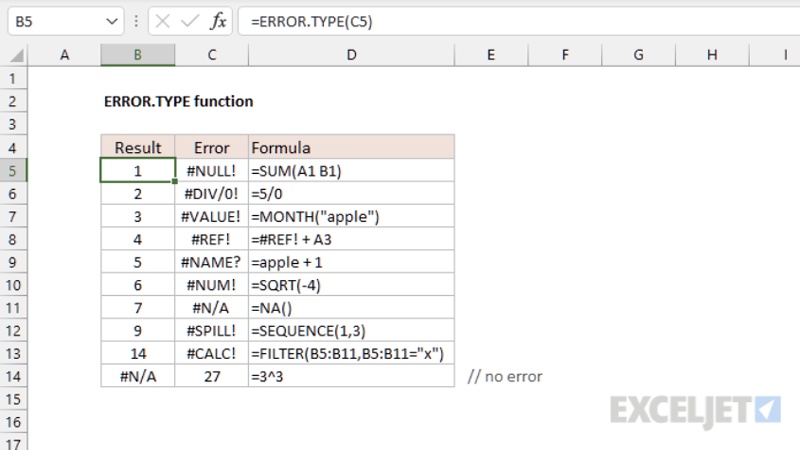 B5 fx =ERROR.TYPE(C5)
A B C D E F G H I
1
2 ERROR.TYPE function
3
4 Result Error Formula
5 1 #NULL! =SUM(A1 B1)
6 2 #DIV/0! =5/0
7 3 #VALUE! =MONTH("apple")
8 4 #REF! =#REF! + A3
9 5 #NAME? =apple + 1
10 6 #NUM! =SQRT(-4)
11 7 #N/A =NA()
12 9 #SPILL! =SEQUENCE(1,3)
13 14 #CALC! =FILTER(B5:B11,B5:B11="x")
14 #N/A 27 =3^3 // no error
15
16
17
EXCELJET